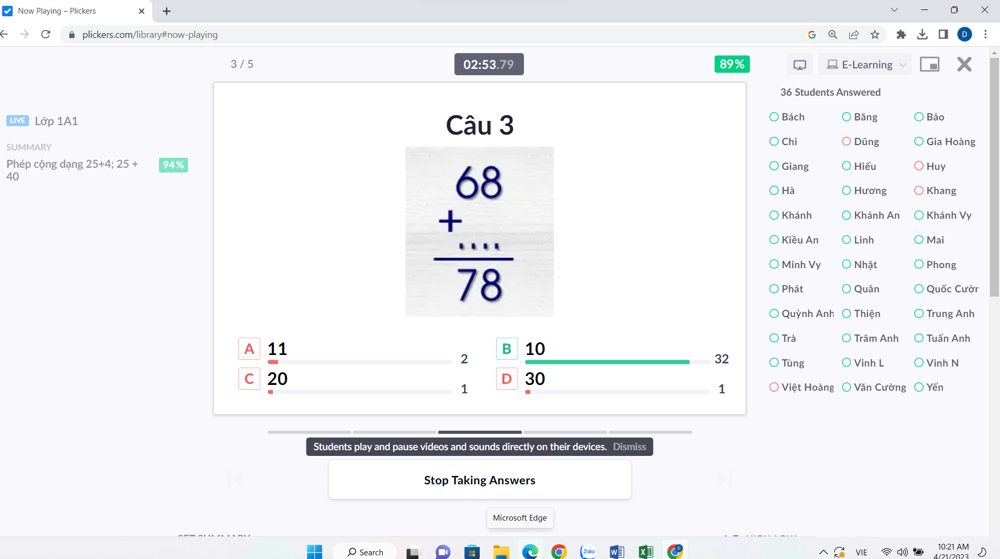 Now Playing – Plickers
plickers.com/library#now-playing
D
3 / 5
02:53.79
89%
E-Learning
LIVE Lớp 1A1
SUMMARY
Phép cộng dạng 25+4; 25 +
40
94%
Câu 3
68
+
....
78
A 11
2
B 10
32
C 20
1
D 30
1
36 Students Answered
Bách Băng Bảo
Chi Dũng Gia Hoàng
Giang Hiếu Huy
Hà Hương Khang
Khánh Khánh An Khánh Vy
Kiều An Linh Mai
Minh Vy Nhật Phong
Phát Quân Quốc Cườr
Quỳnh Anh Thiện Trung Anh
Trà Trâm Anh Tuấn Anh
Tùng Vinh L Vinh N
Việt Hoàng Văn Cường Yến
Students play and pause videos and sounds directly on their devices. Dismiss
Stop Taking Answers
Microsoft Edge
SET SUMMARY
Search
Zalo
D
VIE
10:21 AM
4/21/2023